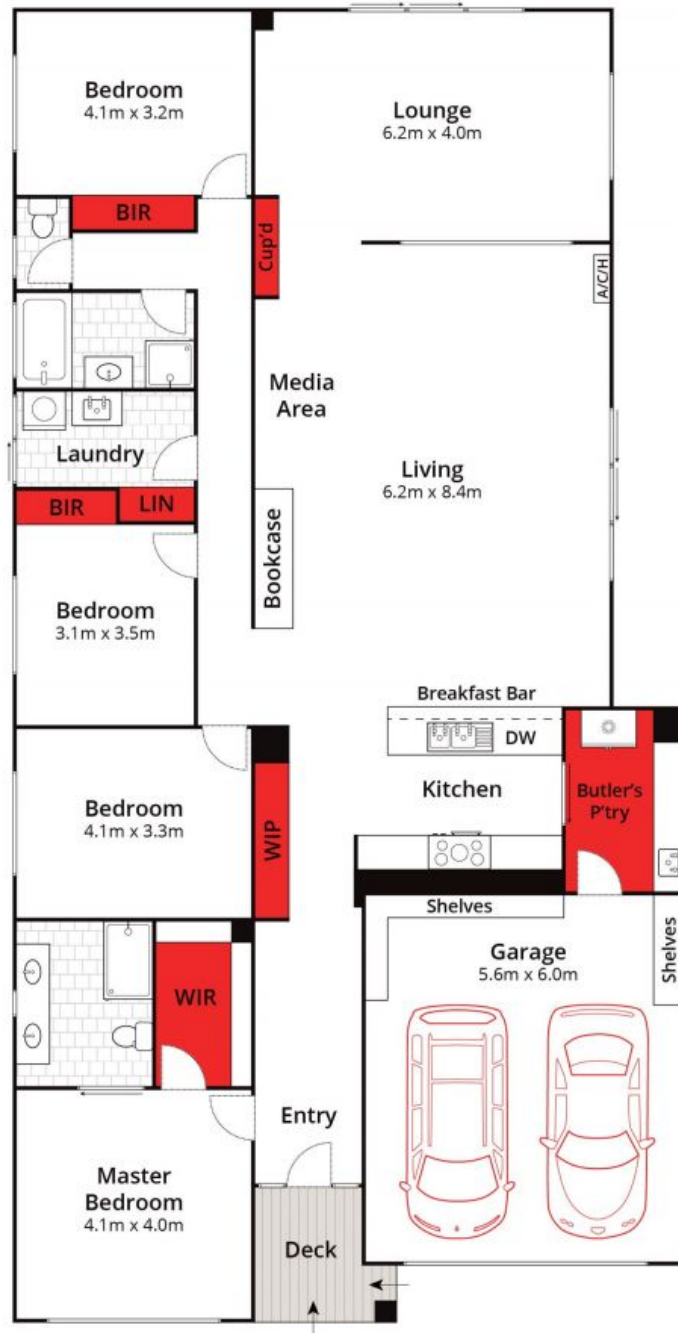 Bedroom
4.1m x 3.2m
Lounge
6.2m x 4.0m
BIR
Cup'd
A/C/H
Media
Area
Laundry
Living
6.2m x 8.4m
BIR
LIN
Bookcase
Bedroom
3.1m x 3.5m
Breakfast Bar
DW
Kitchen
Butler's
P'try
Bedroom
4.1m x 3.3m
WIP
Shelves
Garage
5.6m x 6.0m
Shelves
WIR
Entry
Master
Bedroom
4.1m x 4.0m
Deck